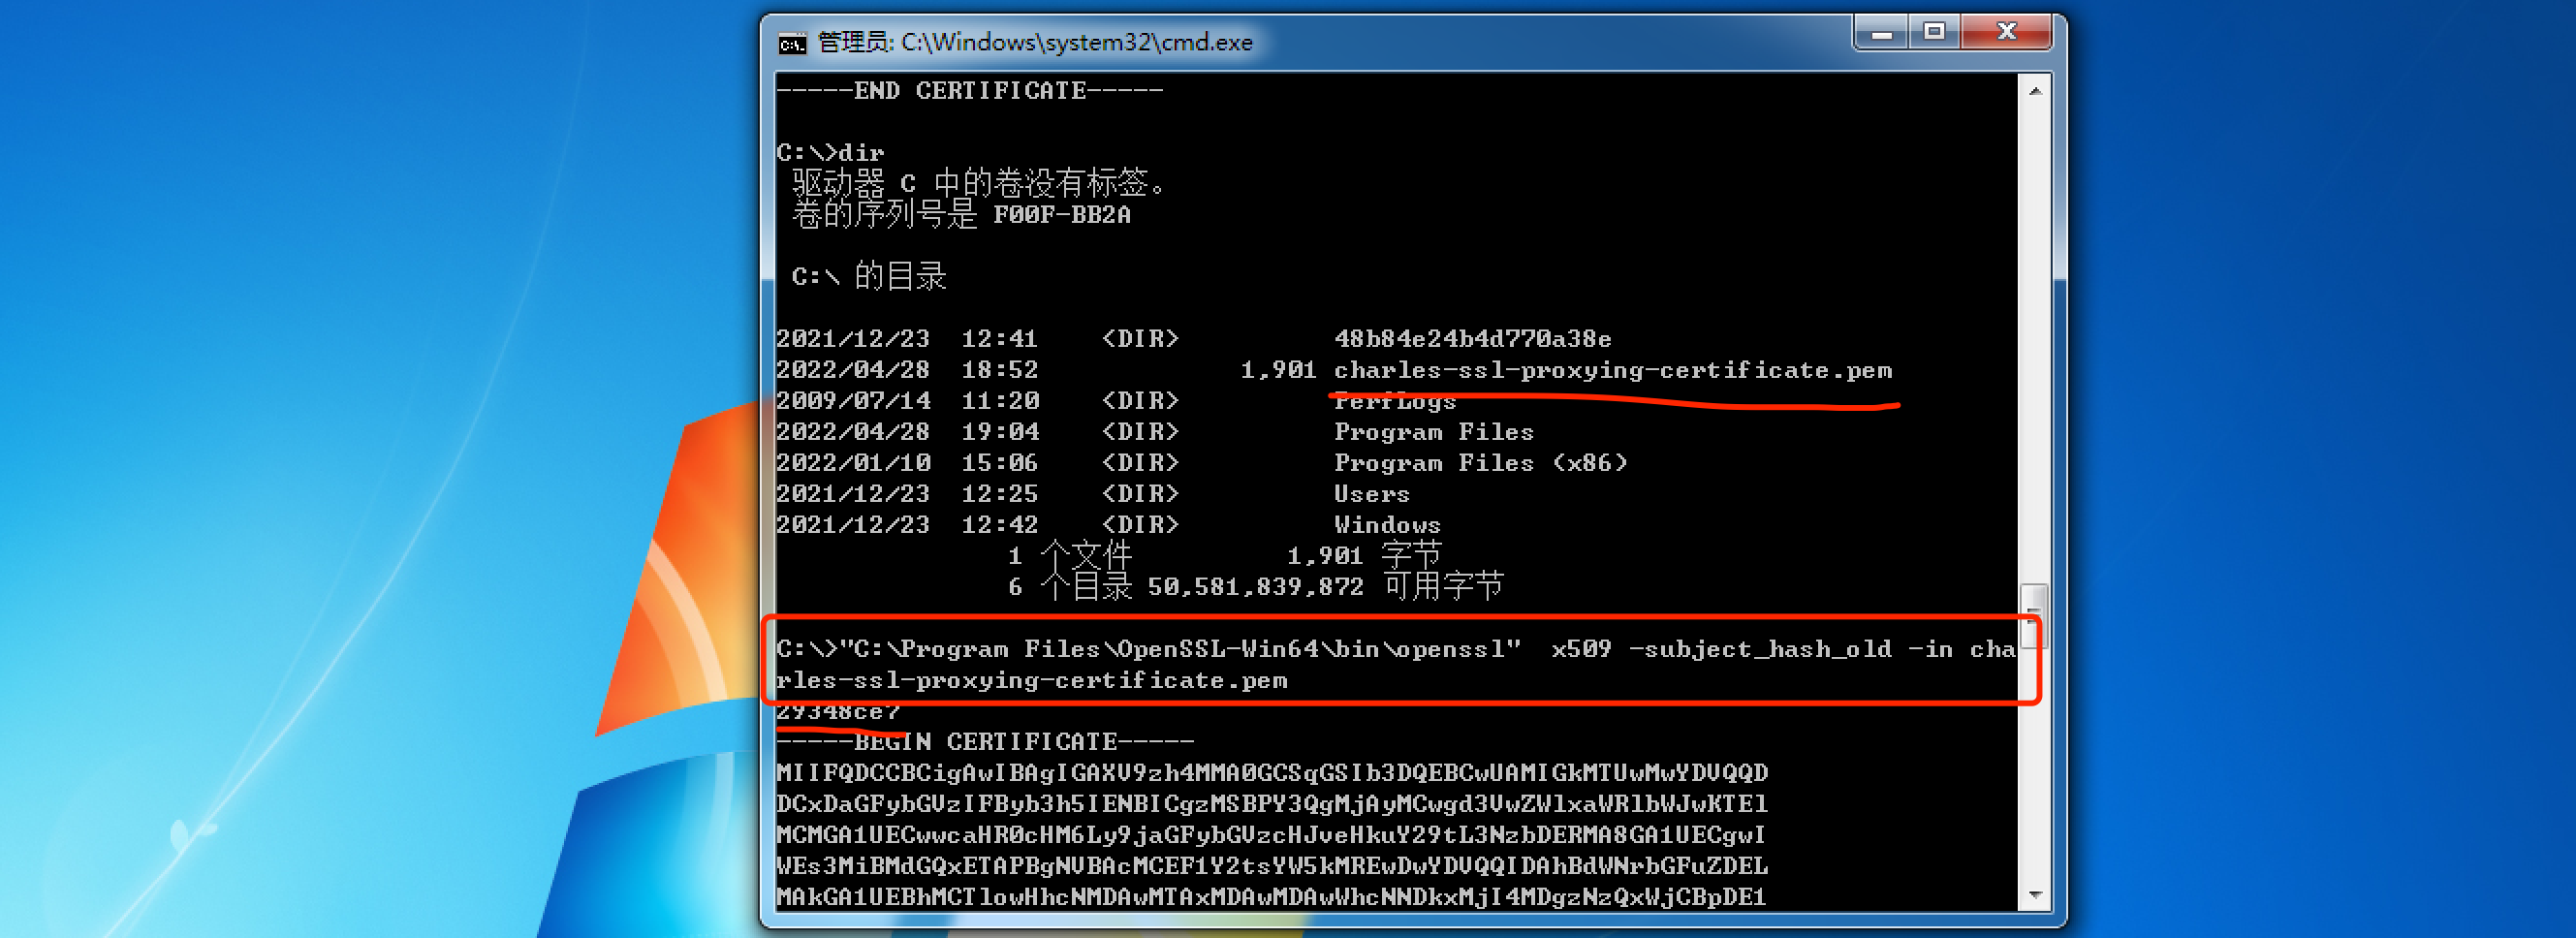 管理员: C:\Windows\system32\cmd.exe
-----END CERTIFICATE-----
C:\>dir
驱动器 C 中的卷没有标签。
卷的序列号是 F00F-BB2A
C:\ 的目录
2021/12/23  12:41    <DIR>          48b84e24b4d770a38e
2022/04/28  18:52             1,901 charles-ssl-proxying-certificate.pem
2009/07/14  11:20    <DIR>          PerfLogs
2022/04/28  19:04    <DIR>          Program Files
2022/01/10  15:06    <DIR>          Program Files (x86)
2021/12/23  12:25    <DIR>          Users
2021/12/23  12:42    <DIR>          Windows
1 个文件          1,901 字节
6 个目录 50,581,839,872 可用字节
C:\>"C:\Program Files\OpenSSL-Win64\bin\openssl"  x509 -subject_hash_old -in cha
rles-ssl-proxying-certificate.pem
29348ce7
-----BEGIN CERTIFICATE-----
MIIFQDCCBCigAwIBAgIGAXV9zh4MMA0GCSqGSIb3DQEBCwUAMIGkMTUwMwYDVQQD
DCxDaGFybGVzIFByb3h5IENBICgzMSBPY3QgMjAyMCwgd3VwZWlxaWRlbWJwKTEl
MCMGA1UECwwcaHR0cHM6Ly9jaGFybGVzcHJveHkuY29tL3NzbDERMA8GA1UECgwI
WEs3MiBMdGQxETAPBgNVBAcMCEF1Y2tsYW5kMREwDwYDVQQIDAhBdWNrbGFuZDEL
MAkGA1UEBhMCTlowHhcNMDAwMTAxMDAwMDAwWhcNNDkxMjI4MDgzNzQxWjCBpDE1